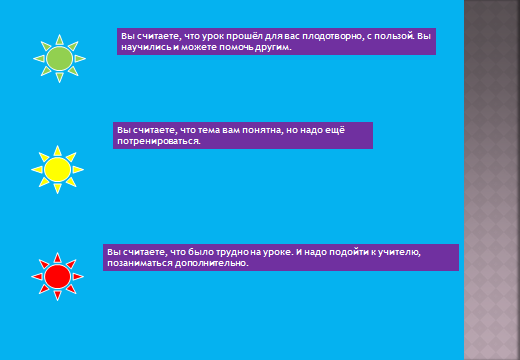 Вы считаете, что урок прошёл для вас плодотворно, с пользой. Вы
научились и можете помочь другим.
Вы считаете, что тема вам понятна, но надо ещё
потренироваться.
Вы считаете, что было трудно на уроке. И надо подойти к учителю,
позаниматься дополнительно.